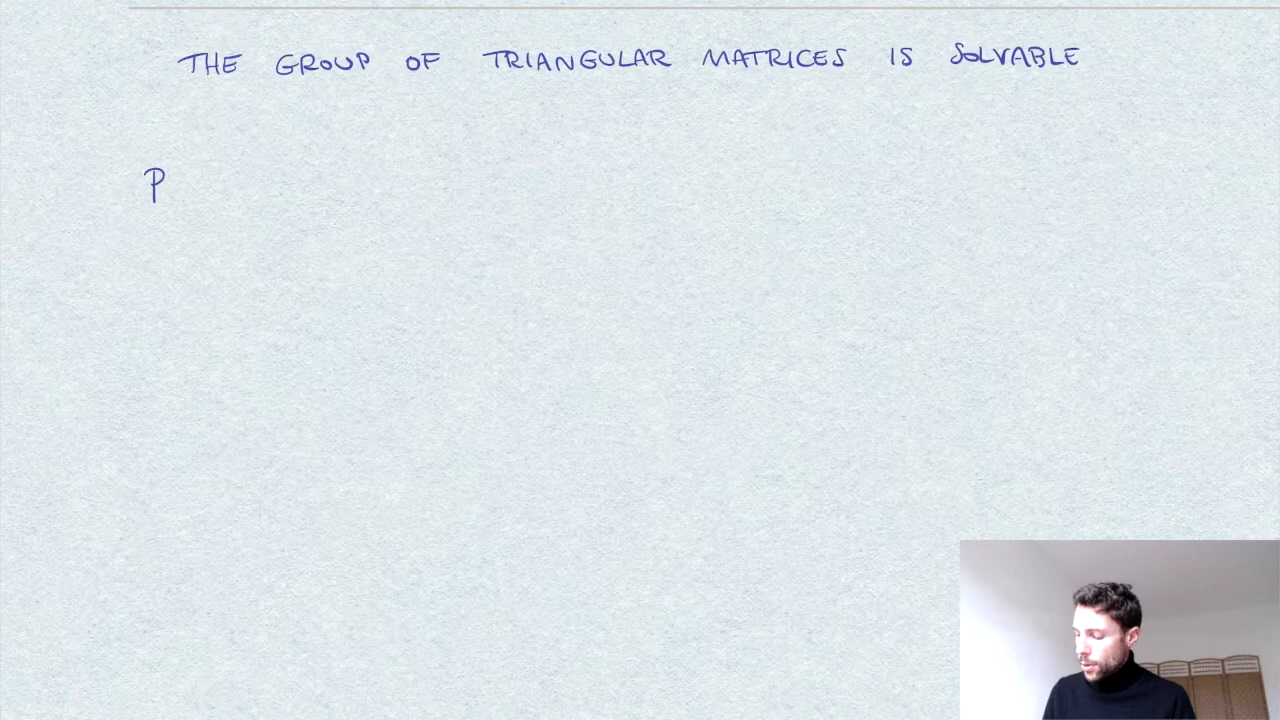 THE GROUP OF TRIANGULAR MATRICES IS SOLVABLE
P